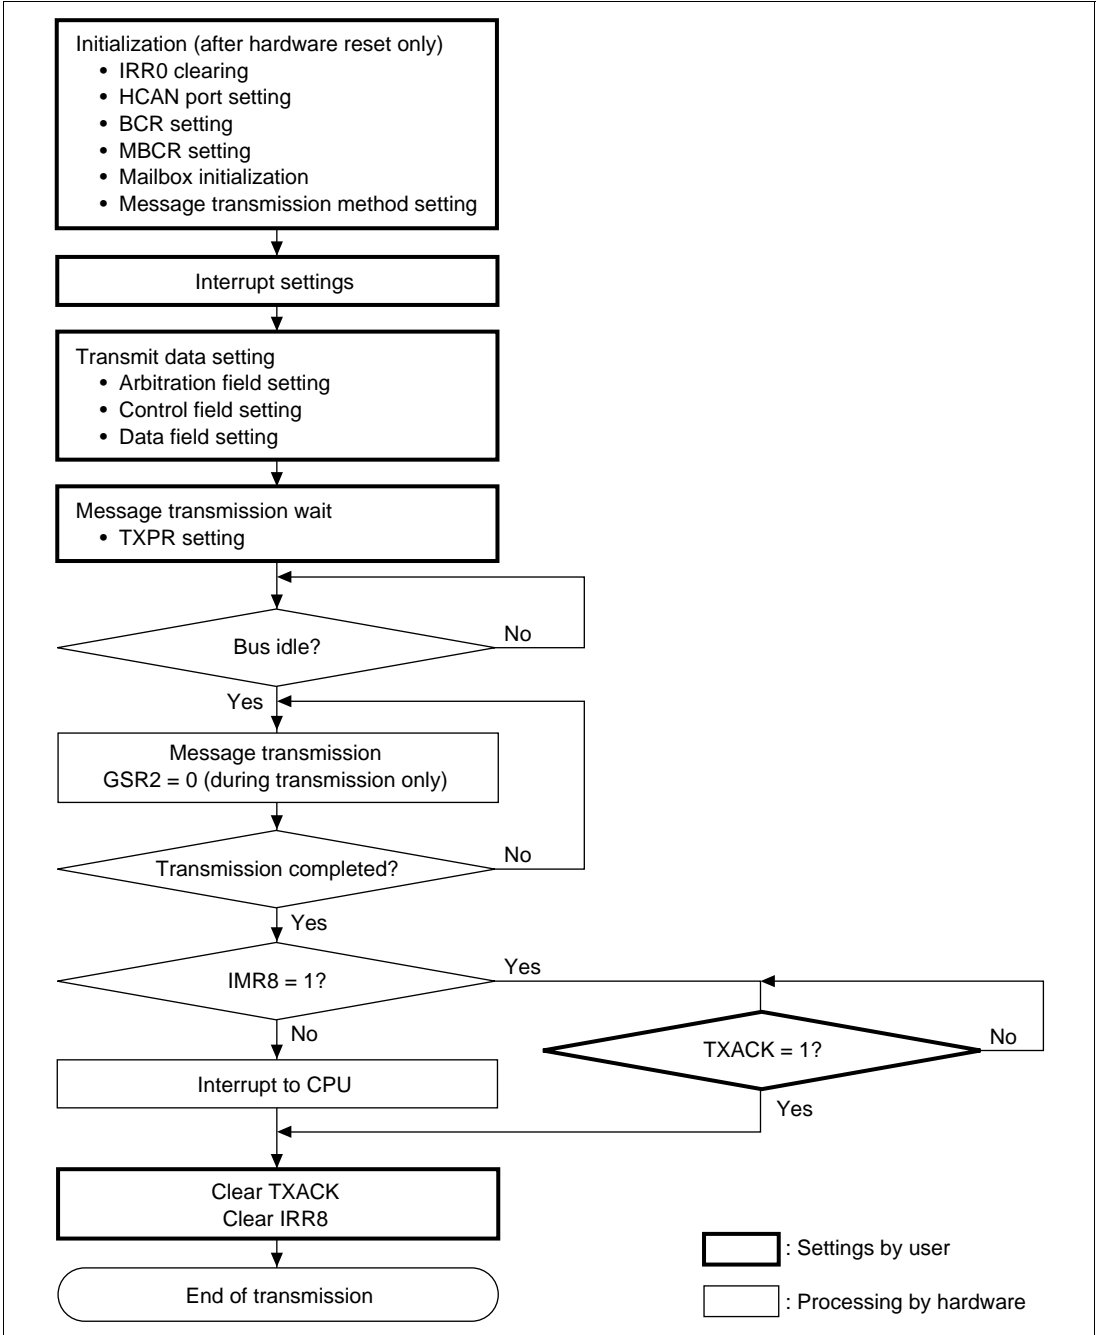 Initialization (after hardware reset only)
• IRR0 clearing
• HCAN port setting
• BCR setting
• MBCR setting
• Mailbox initialization
• Message transmission method setting
Interrupt settings
Transmit data setting
• Arbitration field setting
• Control field setting
• Data field setting
Message transmission wait
• TXPR setting
Bus idle?
No
Yes
Message transmission
GSR2 = 0 (during transmission only)
Transmission completed?
No
Yes
IMR8 = 1?
Yes
No
TXACK = 1?
No
Yes
Interrupt to CPU
Clear TXACK
Clear IRR8
End of transmission
: Settings by user
: Processing by hardware